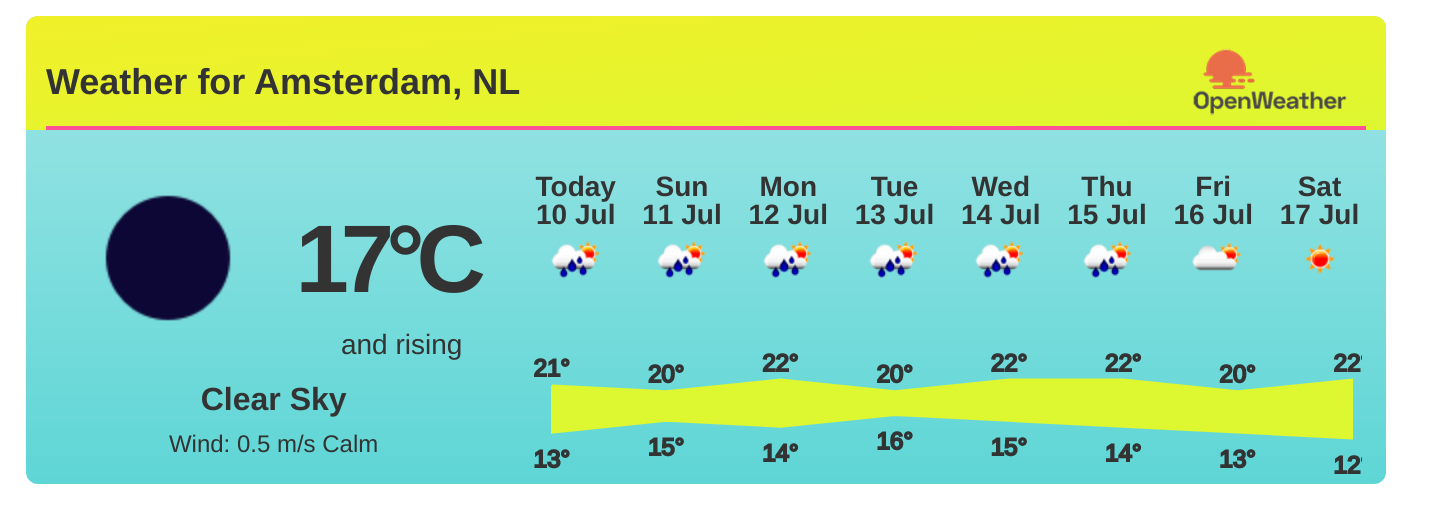 Weather for Amsterdam, NL
OpenWeather
17°C
and rising
Clear Sky
Wind: 0.5 m/s Calm
Today Sun Mon Tue Wed Thu Fri Sat
10 Jul 11 Jul 12 Jul 13 Jul 14 Jul 15 Jul 16 Jul 17 Jul
21° 20° 22° 20° 22° 22° 20° 22°
13° 15° 14° 16° 15° 14° 13° 12°